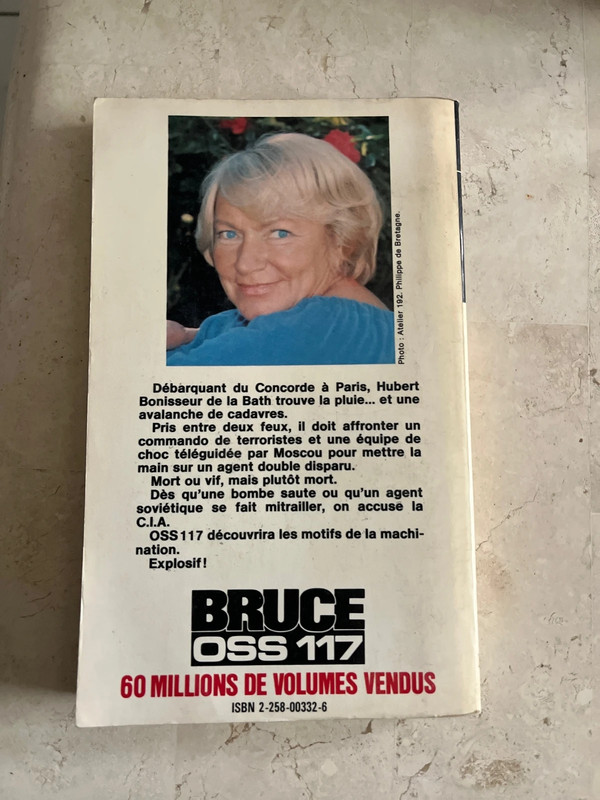 Photo : Atelier 192. Philippe de Bretagne.
Débarquant du Concorde à Paris, Hubert
Bonisseur de la Bath trouve la pluie... et une
avalanche de cadavres.
Pris entre deux feux, il doit affronter un
commando de terroristes et une équipe de
choc téléguidée par Moscou pour mettre la
main sur un agent double disparu.
Mort ou vif, mais plutôt mort.
Dès qu'une bombe saute ou qu'un agent
soviétique se fait mitrailler, on accuse la
C.I.A.
OSS 117 découvrira les motifs de la machi-
nation.
Explosif !
BRUCE
OSS 117
60 MILLIONS DE VOLUMES VENDUS
ISBN 2-258-00332-6